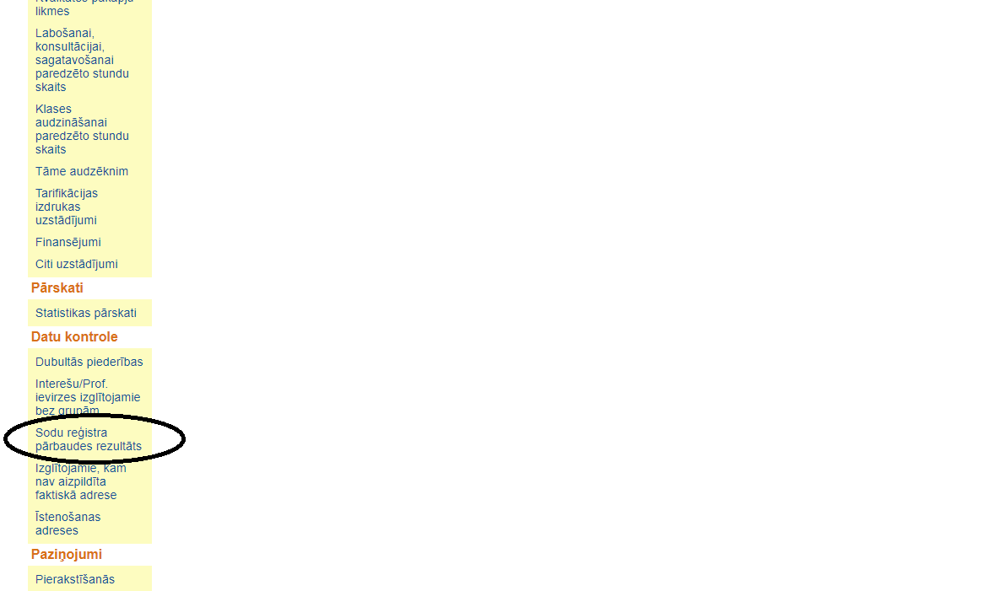 Kvalitātes pakāpju
likmes
Labošanai,
konsultācijai,
sagatavošanai
paredzēto stundu
skaits
Klases
audzināšanai
paredzēto stundu
skaits
Tāme audzēknim
Tarifikācijas
izdrukas
uzstādījumi
Finansējumi
Citi uzstādījumi
Pārskati
Statistikas pārskati
Datu kontrole
Dubultās piederības
Interešu/Prof.
ievirzes izglītojamie
bez grupām
Sodu reģistra
pārbaudes rezultāts
Izglītojamie, kam
nav aizpildīta
faktiskā adrese
Īstenošanas
adreses
Paziņojumi
Pierakstīšanās